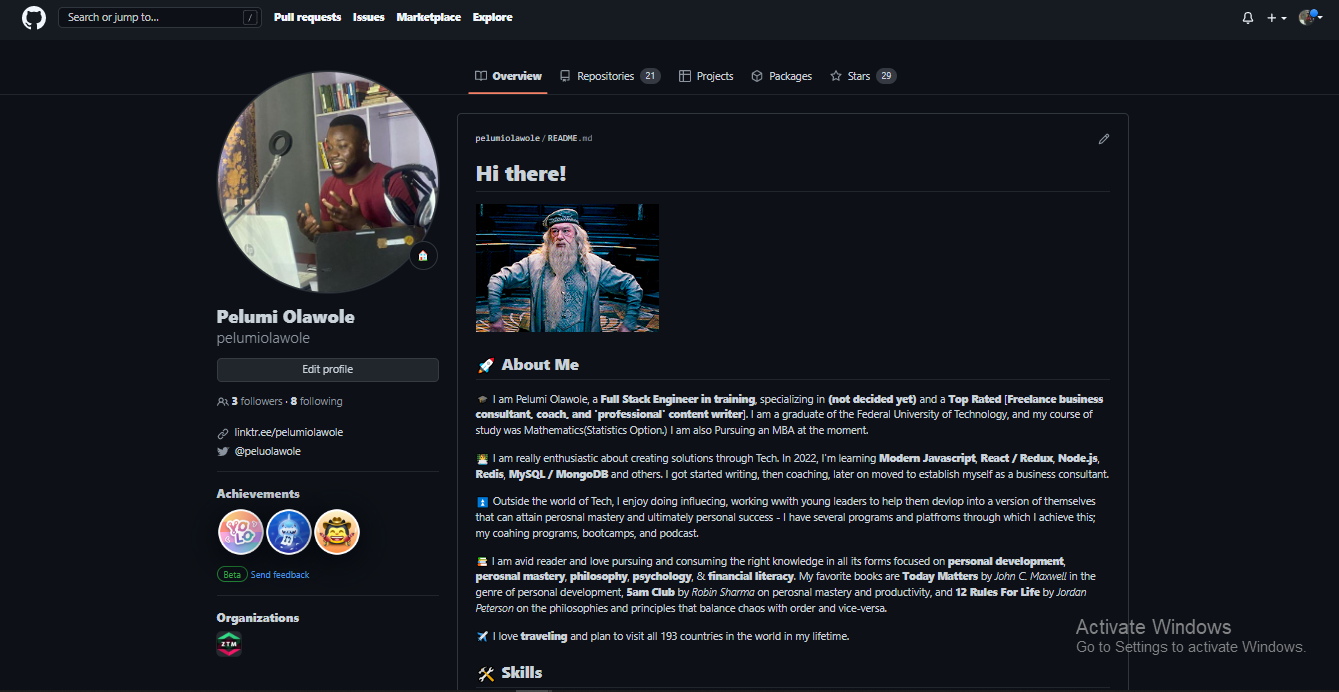 Search or jump to... /
Pull requests Issues Marketplace Explore
Overview Repositories 21 Projects Packages Stars 29
pelumiolawole / README.md
Hi there!
Pelumi Olawole
pelumiolawole
Edit profile
3 followers · 8 following
linktr.ee/pelumiolawole
@peluolawole
Achievements
YOLO
Beta Send feedback
Organizations
ZTM
🚀 About Me
🎓 I am Pelumi Olawole, a Full Stack Engineer in training, specializing in (not decided yet) and a Top Rated [Freelance business
consultant, coach, and 'professional' content writer]. I am a graduate of the Federal University of Technology, and my course of
study was Mathematics(Statistics Option.) I am also Pursuing an MBA at the moment.
I am really enthusiastic about creating solutions through Tech. In 2022, I'm learning Modern Javascript, React / Redux, Node.js,
Redis, MySQL / MongoDB and others. I got started writing, then coaching, later on moved to establish myself as a business consultant.
Outside the world of Tech, I enjoy doing influecing, working wwith young leaders to help them devlop into a version of themselves
that can attain perosnal mastery and ultimately personal success - I have several programs and platfroms through which I achieve this;
my coahing programs, bootcamps, and podcast.
📚 I am avid reader and love pursuing and consuming the right knowledge in all its forms focused on personal development,
perosnal mastery, philosophy, psychology, & financial literacy. My favorite books are Today Matters by John C. Maxwell in the
genre of personal development, 5am Club by Robin Sharma on perosnal mastery and productivity, and 12 Rules For Life by Jordan
Peterson on the philosophies and principles that balance chaos with order and vice-versa.
✈️ I love traveling and plan to visit all 193 countries in the world in my lifetime.
🛠 Skills
Activate Windows
Go to Settings to activate Windows.